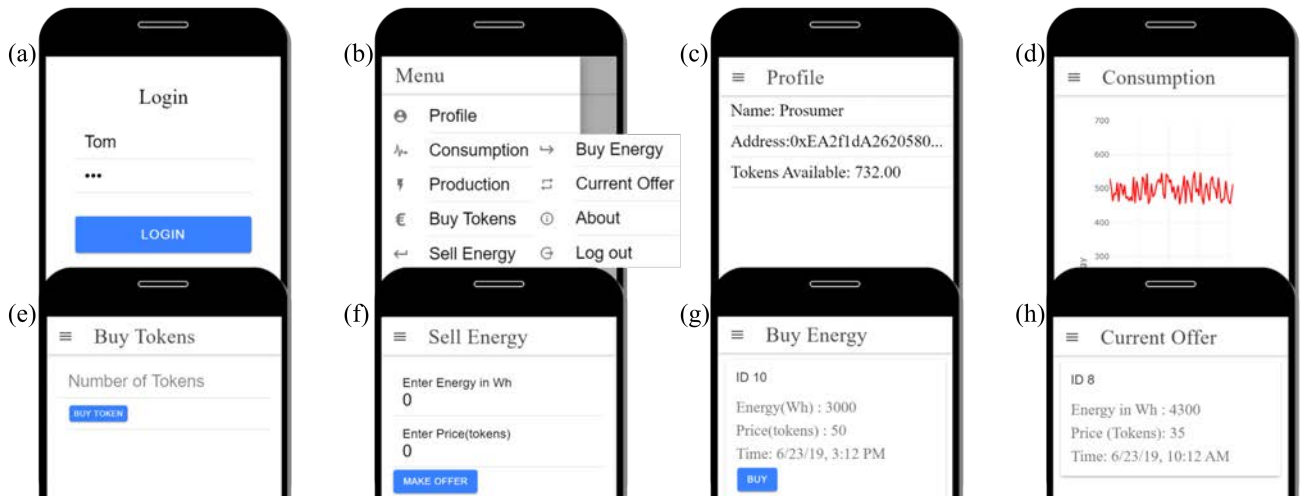 (a)
Login
Tom
•••
LOGIN
(b)
Menu
Profile
Consumption
Production
Buy Tokens
Sell Energy
Buy Energy
Current Offer
About
Log out
(c)
Profile
Name: Prosumer
Address:0xEA2f1dA2620580...
Tokens Available: 732.00
(d)
Consumption
700
600
500
400
300
(e)
Buy Tokens
Number of Tokens
BUY TOKEN
(f)
Sell Energy
Enter Energy in Wh
0
Enter Price(tokens)
0
MAKE OFFER
(g)
Buy Energy
ID 10
Energy(Wh) : 3000
Price(tokens) : 50
Time: 6/23/19, 3:12 PM
BUY
(h)
Current Offer
ID 8
Energy in Wh : 4300
Price (Tokens): 35
Time: 6/23/19, 10:12 AM